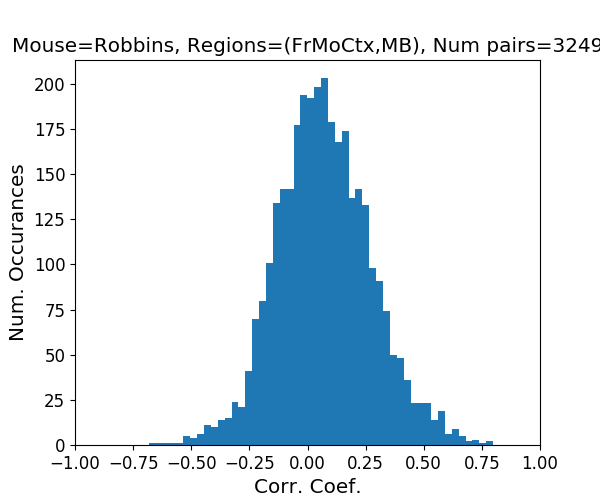 Mouse=Robbins, Regions=(FrMoCtx,MB), Num pairs=3249
Num. Occurances
200
175
150
125
100
75
50
25
0
−1.00 −0.75 −0.50 −0.25 0.00 0.25 0.50 0.75 1.00
Corr. Coef.